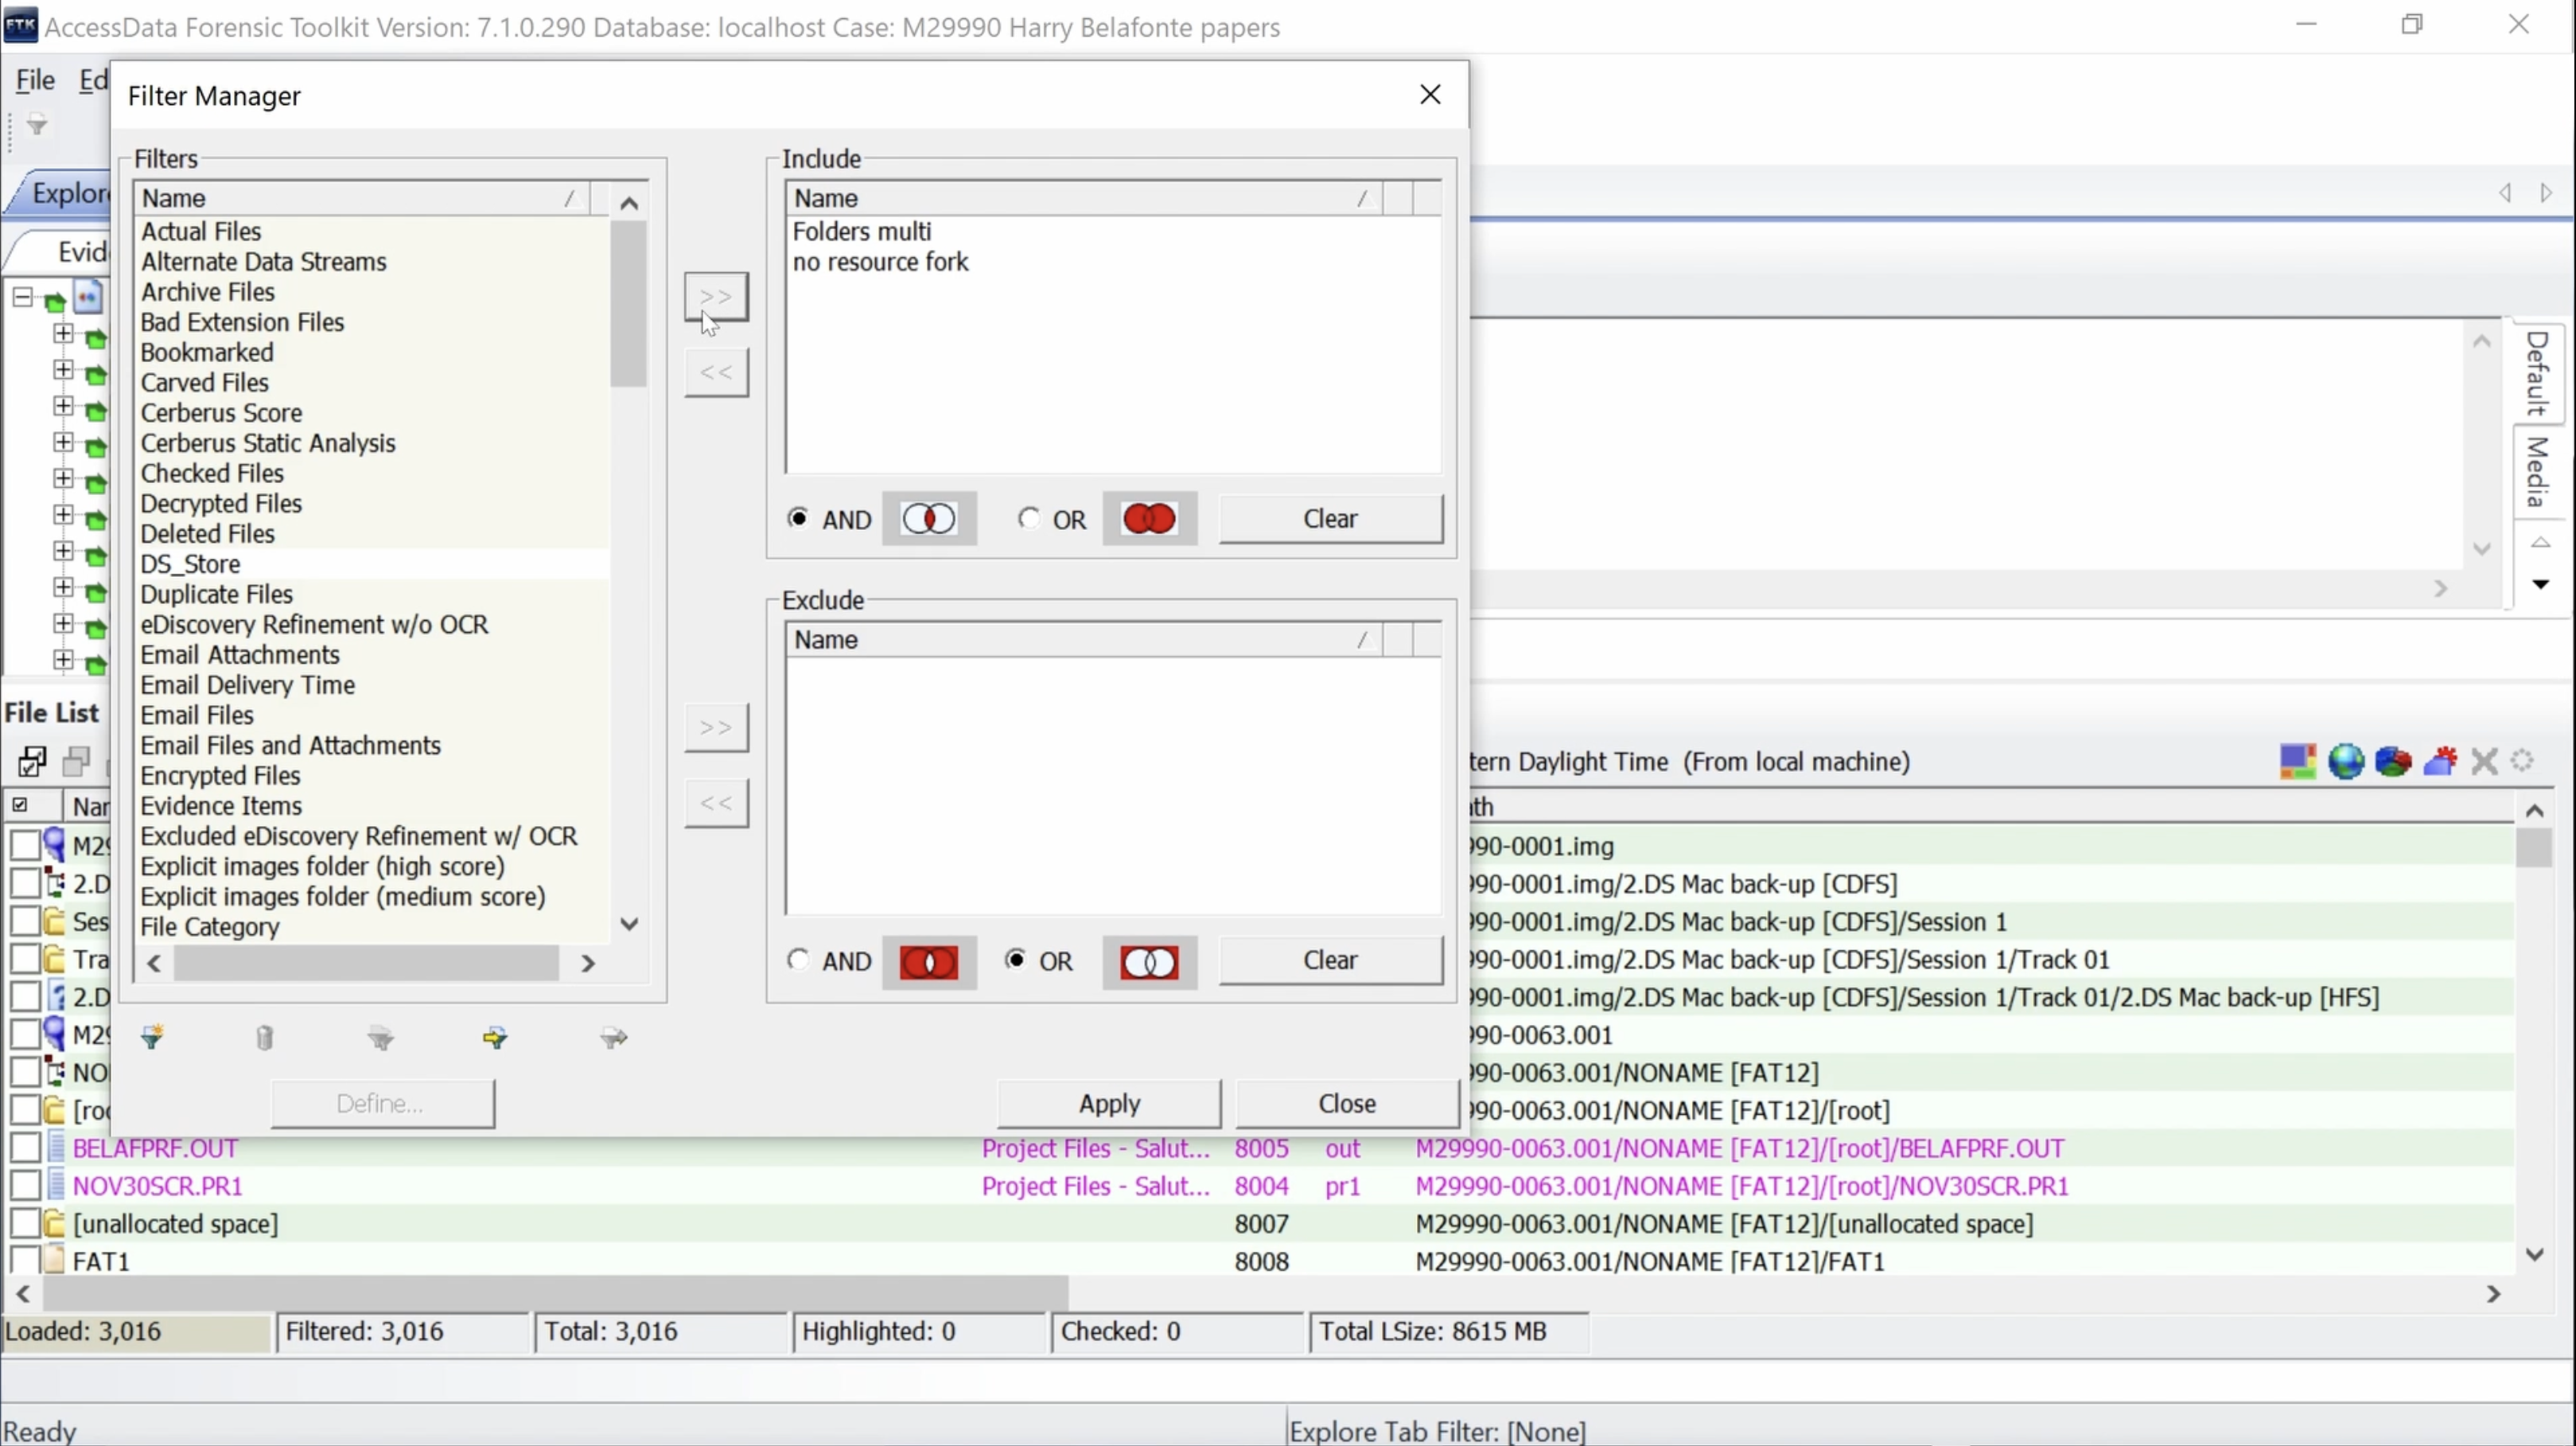 FTK AccessData Forensic Toolkit Version: 7.1.0.290 Database: localhost Case: M29990 Harry Belafonte papers
File Ed
Filter Manager
Explore
Evid
Filters
Name
Actual Files
Alternate Data Streams
Archive Files
Bad Extension Files
Bookmarked
Carved Files
Cerberus Score
Cerberus Static Analysis
Checked Files
Decrypted Files
Deleted Files
DS_Store
Duplicate Files
eDiscovery Refinement w/o OCR
Email Attachments
Email Delivery Time
Email Files
Email Files and Attachments
Encrypted Files
Evidence Items
Excluded eDiscovery Refinement w/ OCR
Explicit images folder (high score)
Explicit images folder (medium score)
File Category
>>
<<
>>
<<
Include
Name
Folders multi
no resource fork
AND OR Clear
Exclude
Name
AND OR Clear
Define... Apply Close
Default
Media
File List
tern Daylight Time (From local machine)
Nar ath
M29 990-0001.img
2.D 990-0001.img/2.DS Mac back-up [CDFS]
Ses 990-0001.img/2.DS Mac back-up [CDFS]/Session 1
Tra 990-0001.img/2.DS Mac back-up [CDFS]/Session 1/Track 01
2.D 990-0001.img/2.DS Mac back-up [CDFS]/Session 1/Track 01/2.DS Mac back-up [HFS]
M29 990-0063.001
NO 990-0063.001/NONAME [FAT12]
[roo 990-0063.001/NONAME [FAT12]/[root]
BELAFPRF.OUT Project Files - Salut... 8005 out M29990-0063.001/NONAME [FAT12]/[root]/BELAFPRF.OUT
NOV30SCR.PR1 Project Files - Salut... 8004 pr1 M29990-0063.001/NONAME [FAT12]/[root]/NOV30SCR.PR1
[unallocated space] 8007 M29990-0063.001/NONAME [FAT12]/[unallocated space]
FAT1 8008 M29990-0063.001/NONAME [FAT12]/FAT1
Loaded: 3,016 Filtered: 3,016 Total: 3,016 Highlighted: 0 Checked: 0 Total LSize: 8615 MB
Ready Explore Tab Filter: [None]